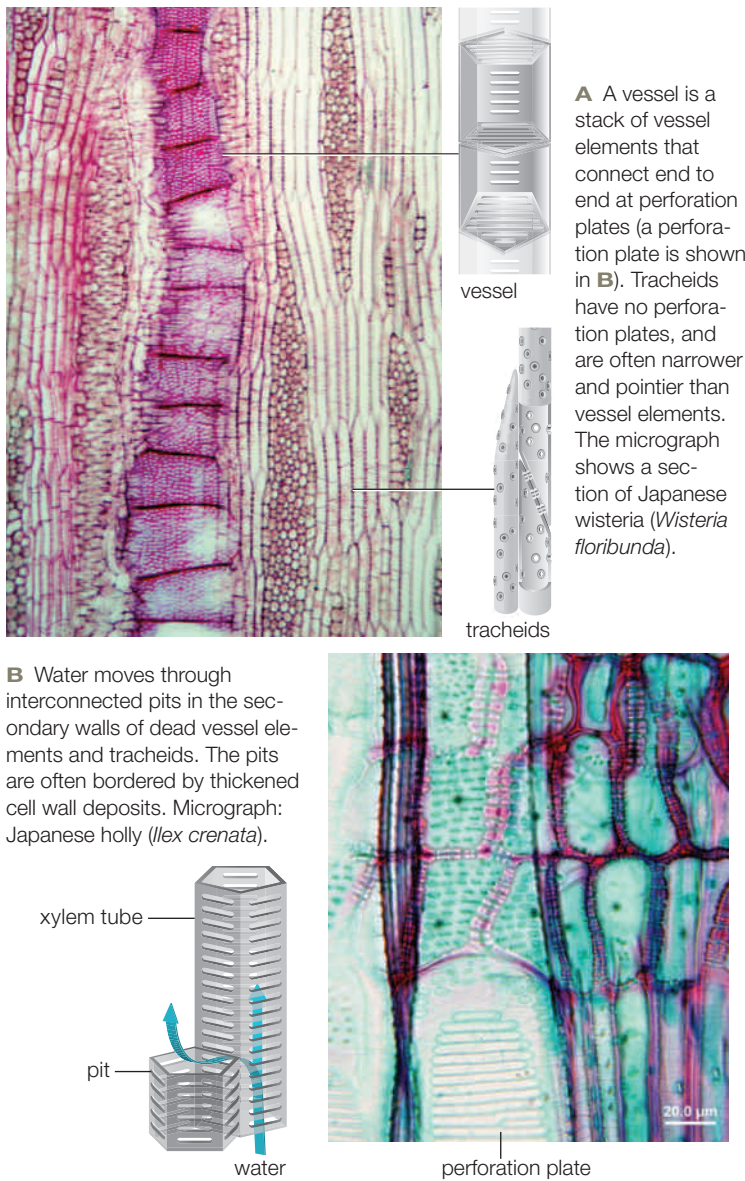 A A vessel is a
stack of vessel
elements that
connect end to
end at perforation
plates (a perfora-
tion plate is shown
in B). Tracheids
have no perfora-
tion plates, and
are often narrower
and pointier than
vessel elements.
The micrograph
shows a sec-
tion of Japanese
wisteria (Wisteria
floribunda).
vessel
tracheids
B Water moves through
interconnected pits in the sec-
ondary walls of dead vessel ele-
ments and tracheids. The pits
are often bordered by thickened
cell wall deposits. Micrograph:
Japanese holly (Ilex crenata).
xylem tube
pit
water
20.0 µm
perforation plate